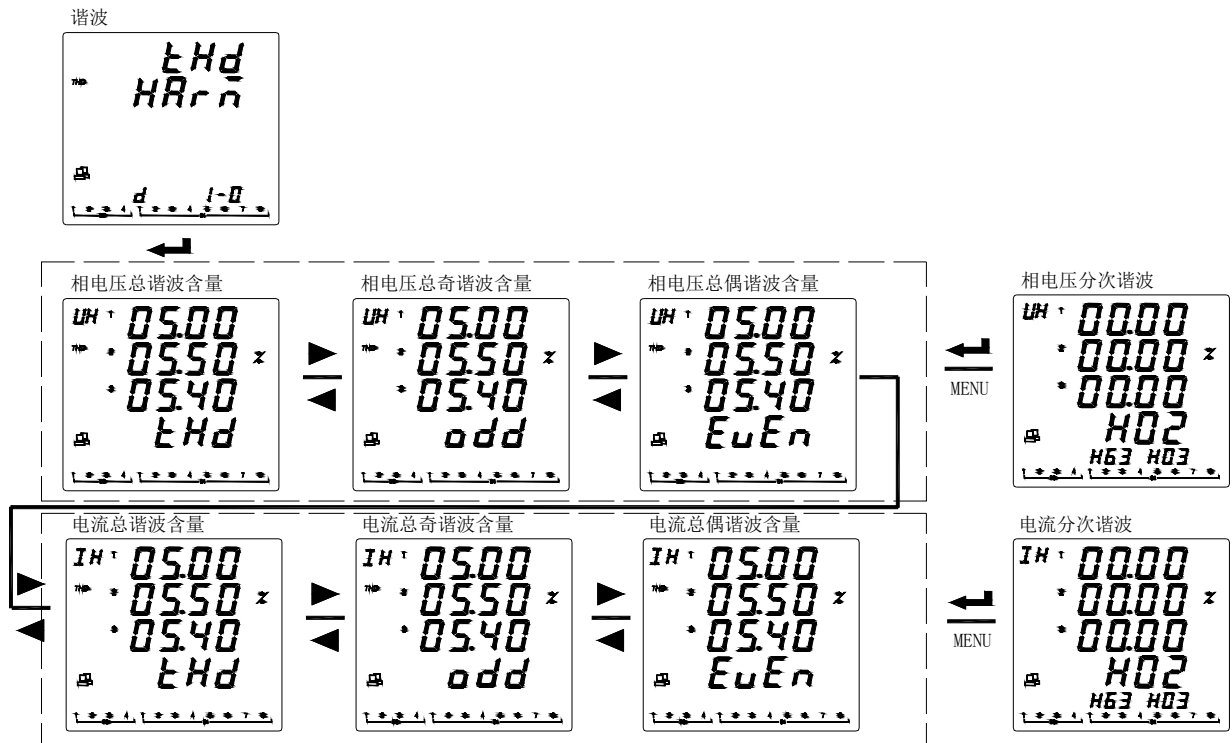 谐波
tHd
HArm
d 1-0
相电压总谐波含量
相电压总奇谐波含量
相电压总偶谐波含量
相电压分次谐波
UH 05.00
05.50 %
05.40
tHd
UH 05.00
05.50 %
05.40
odd
UH 05.00
05.50 %
05.40
EuEn
MENU
UH 00.00
00.00 %
00.00
H02
H63 H03
电流总谐波含量
电流总奇谐波含量
电流总偶谐波含量
电流分次谐波
IH 05.00
05.50 %
05.40
tHd
IH 05.00
05.50 %
05.40
odd
IH 05.00
05.50 %
05.40
EuEn
MENU
IH 00.00
00.00 %
00.00
H02
H63 H03